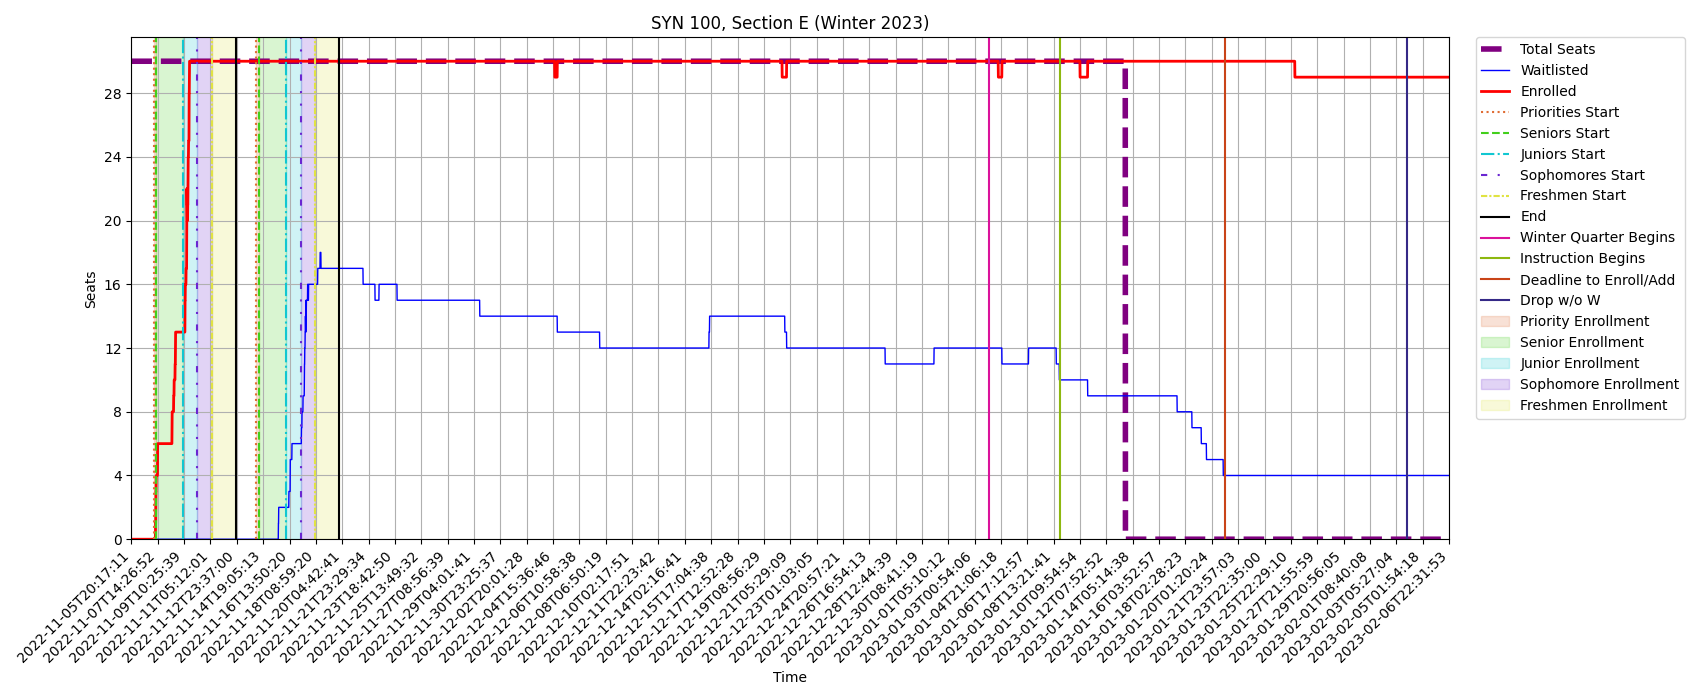 SYN 100, Section E (Winter 2023)
Seats
28
24
20
16
12
8
4
0
2022-11-05T20:17:11
2022-11-07T14:26:52
2022-11-09T10:25:39
2022-11-11T05:12:01
2022-11-12T23:37:00
2022-11-14T19:05:13
2022-11-16T13:50:20
2022-11-18T08:59:20
2022-11-20T04:42:41
2022-11-21T23:29:34
2022-11-23T18:42:50
2022-11-25T13:49:32
2022-11-27T08:56:39
2022-11-29T04:01:41
2022-11-30T23:25:37
2022-12-02T20:01:28
2022-12-04T15:36:46
2022-12-06T10:58:38
2022-12-08T06:50:19
2022-12-10T02:17:51
2022-12-11T22:23:42
2022-12-14T02:16:41
2022-12-15T17:04:38
2022-12-17T12:52:28
2022-12-19T08:56:29
2022-12-21T05:29:09
2022-12-23T01:03:05
2022-12-24T20:57:21
2022-12-26T16:54:13
2022-12-28T12:44:39
2022-12-30T08:41:19
2023-01-01T05:10:12
2023-01-03T00:54:06
2023-01-04T21:06:18
2023-01-06T17:12:57
2023-01-08T13:21:41
2023-01-10T09:54:54
2023-01-12T07:52:52
2023-01-14T05:14:38
2023-01-16T03:52:57
2023-01-18T02:28:23
2023-01-20T01:20:24
2023-01-21T23:57:03
2023-01-23T22:35:00
2023-01-25T22:29:10
2023-01-27T21:55:59
2023-01-29T20:56:05
2023-02-01T08:40:08
2023-02-03T05:27:04
2023-02-05T01:54:18
2023-02-06T22:31:53
Time
Total Seats
Waitlisted
Enrolled
Priorities Start
Seniors Start
Juniors Start
Sophomores Start
Freshmen Start
End
Winter Quarter Begins
Instruction Begins
Deadline to Enroll/Add
Drop w/o W
Priority Enrollment
Senior Enrollment
Junior Enrollment
Sophomore Enrollment
Freshmen Enrollment